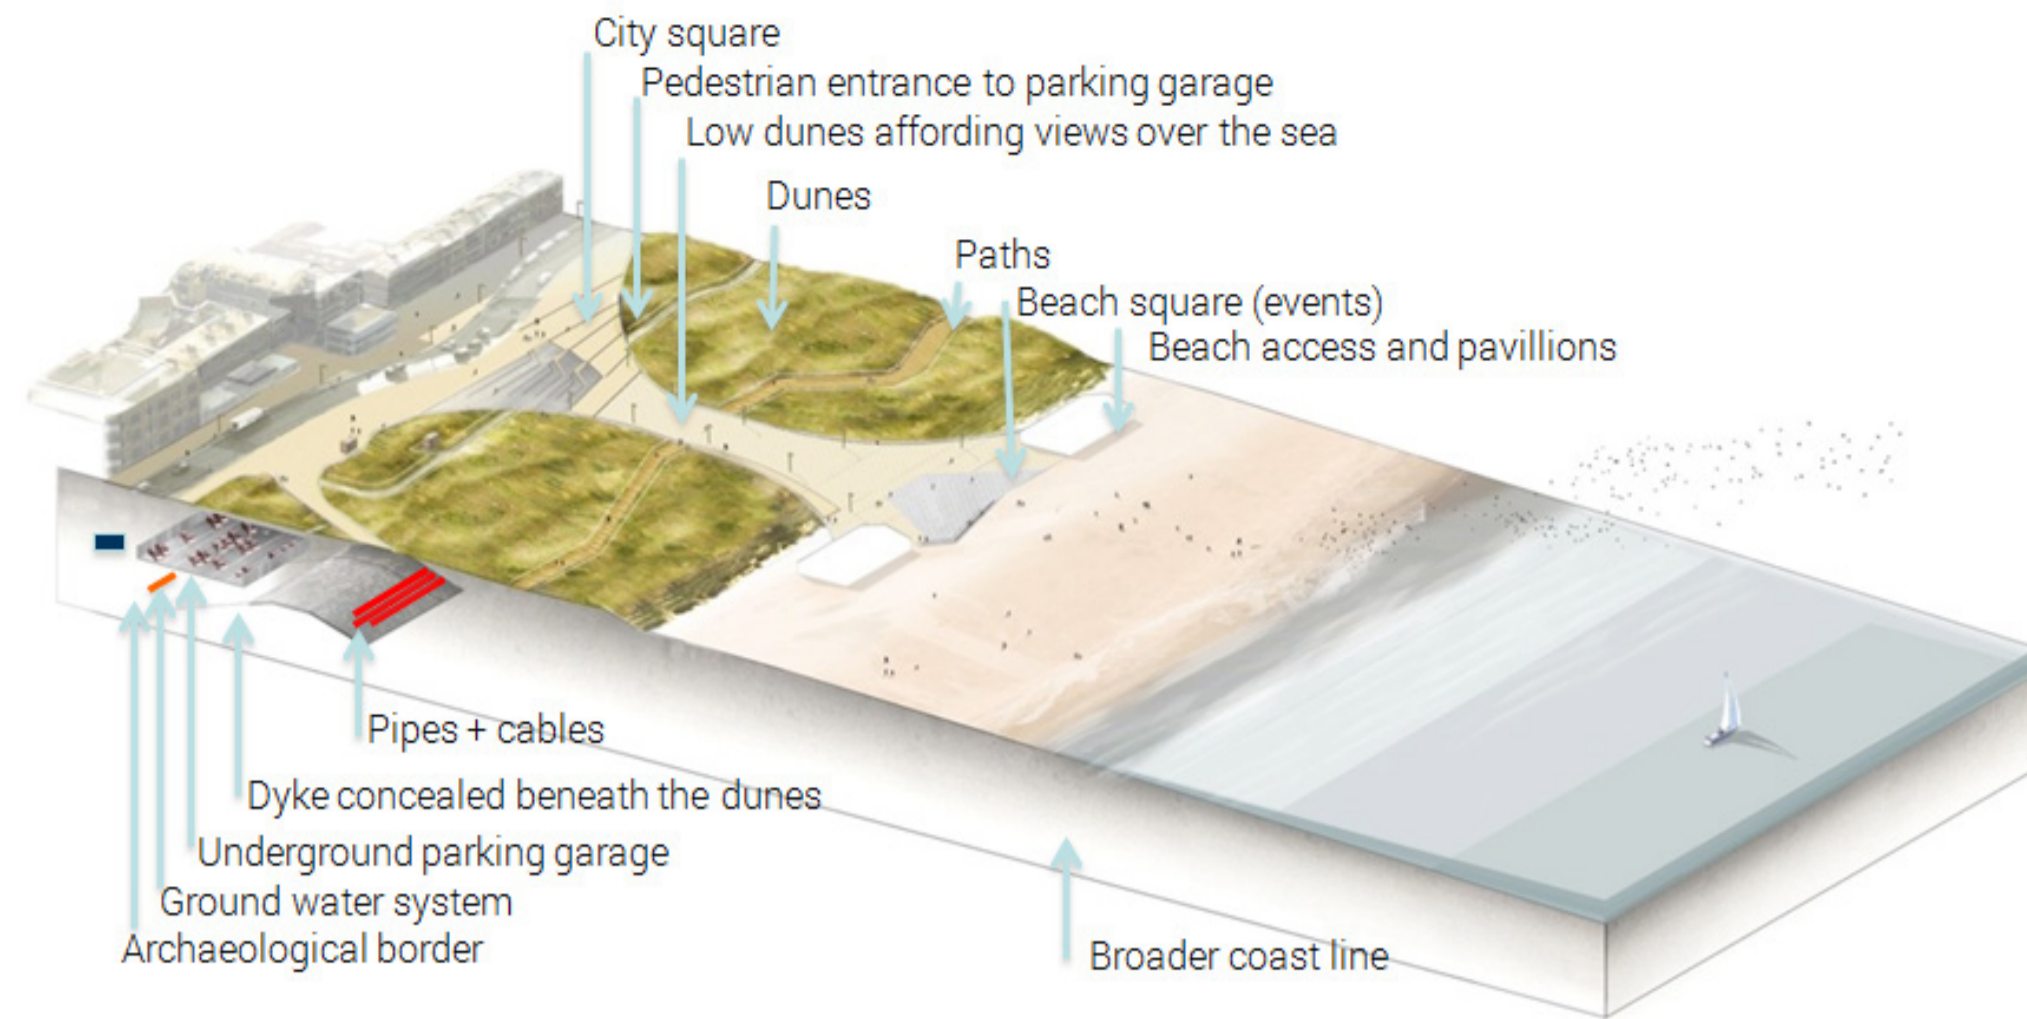 City square
Pedestrian entrance to parking garage
Low dunes affording views over the sea
Dunes
Paths
Beach square (events)
Beach access and pavillions
Pipes + cables
Dyke concealed beneath the dunes
Underground parking garage
Ground water system
Archaeological border
Broader coast line